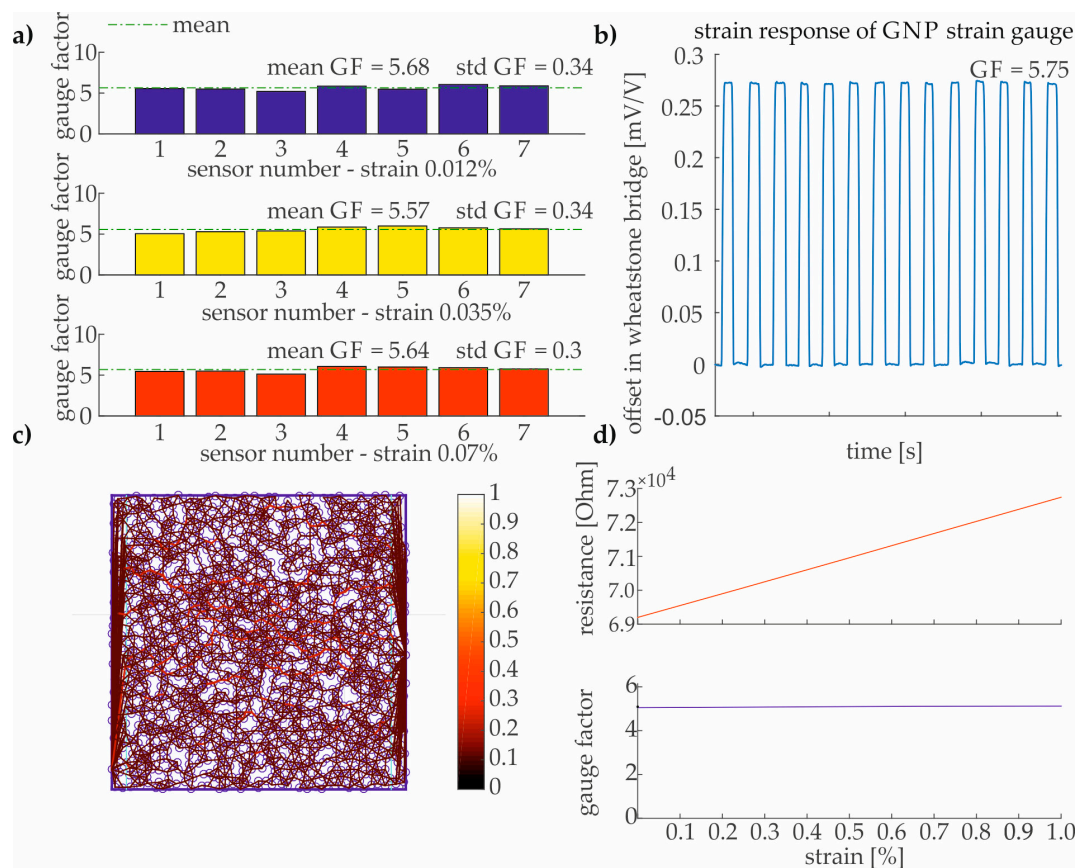 a)
mean
10
5
0
gauge factor
mean GF = 5.68 std GF = 0.34
1 2 3 4 5 6 7
sensor number - strain 0.012%
10
5
0
gauge factor
mean GF = 5.57 std GF = 0.34
1 2 3 4 5 6 7
sensor number - strain 0.035%
10
5
0
gauge factor
mean GF = 5.64 std GF = 0.3
1 2 3 4 5 6 7
sensor number - strain 0.07%
b)
strain response of GNP strain gauge
GF = 5.75
offset in wheatstone bridge [mV/V]
0.3
0.25
0.2
0.15
0.1
0.05
0
-0.05
time [s]
c)
1
0.9
0.8
0.7
0.6
0.5
0.4
0.3
0.2
0.1
0
d)
×10⁴
resistance [Ohm]
7.3
7.2
7.1
7.0
6.9
gauge factor
6
4
2
0
0.1 0.2 0.3 0.4 0.5 0.6 0.7 0.8 0.9 1.0
strain [%]